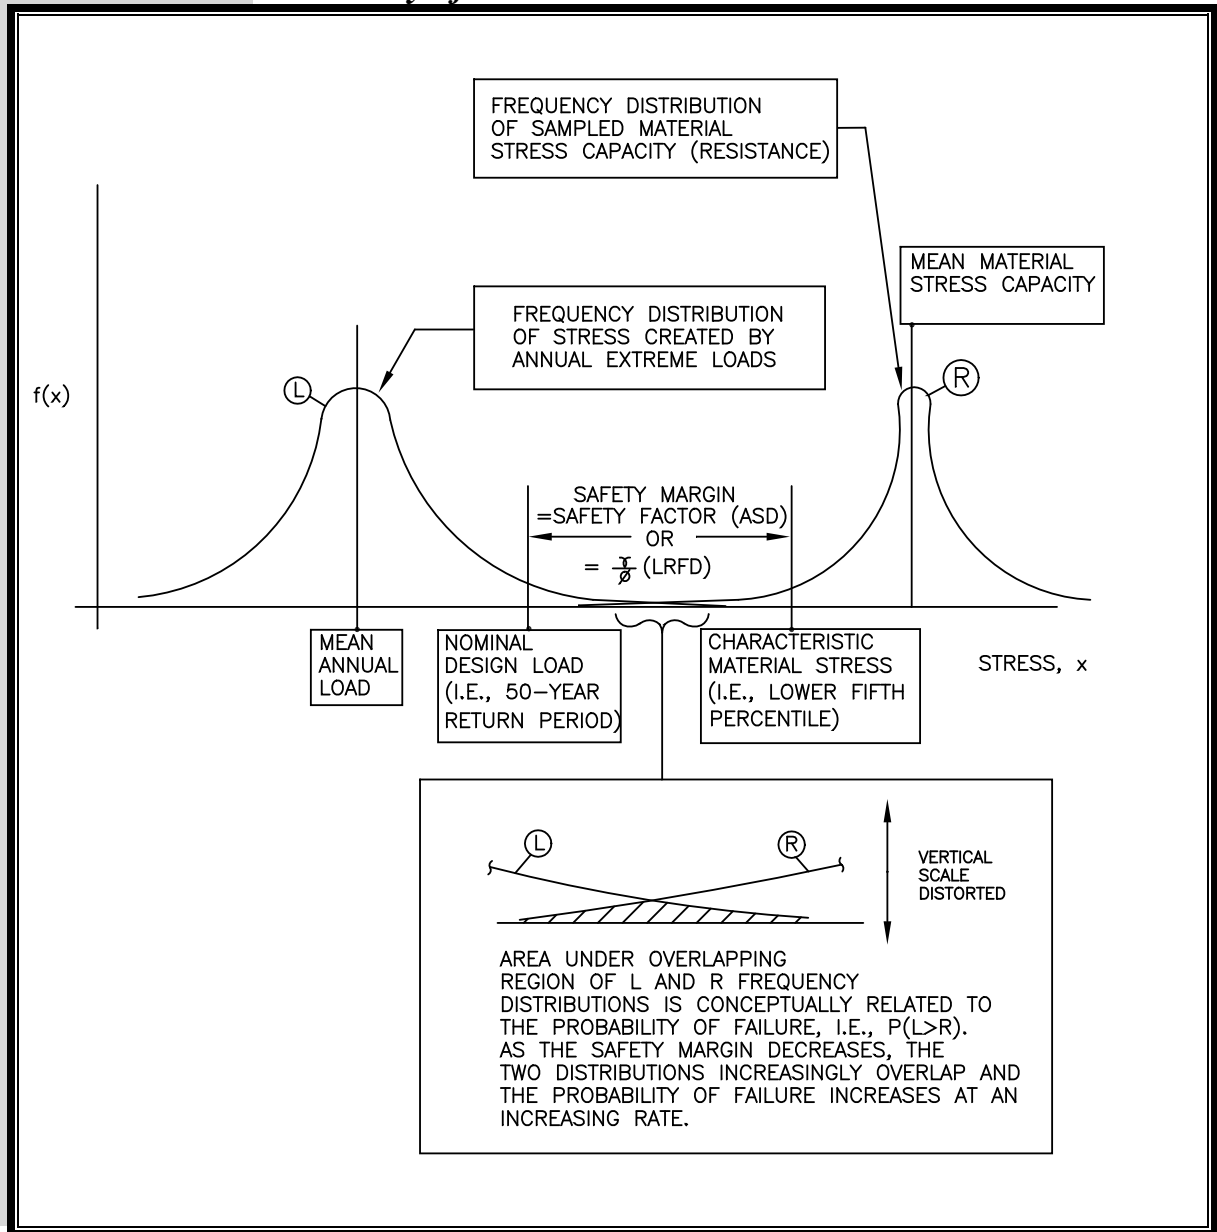 FREQUENCY DISTRIBUTION
OF SAMPLED MATERIAL
STRESS CAPACITY (RESISTANCE)
MEAN MATERIAL
STRESS CAPACITY
FREQUENCY DISTRIBUTION
OF STRESS CREATED BY
ANNUAL EXTREME LOADS
f(x)
L
R
SAFETY MARGIN
=SAFETY FACTOR (ASD)
OR
= ɣ/ø (LRFD)
MEAN
ANNUAL
LOAD
NOMINAL
DESIGN LOAD
(I.E., 50-YEAR
RETURN PERIOD)
CHARACTERISTIC
MATERIAL STRESS
(I.E., LOWER FIFTH
PERCENTILE)
STRESS, x
L
R
VERTICAL
SCALE
DISTORTED
AREA UNDER OVERLAPPING
REGION OF L AND R FREQUENCY
DISTRIBUTIONS IS CONCEPTUALLY RELATED TO
THE PROBABILITY OF FAILURE, I.E., P(L>R).
AS THE SAFETY MARGIN DECREASES, THE
TWO DISTRIBUTIONS INCREASINGLY OVERLAP AND
THE PROBABILITY OF FAILURE INCREASES AT AN
INCREASING RATE.